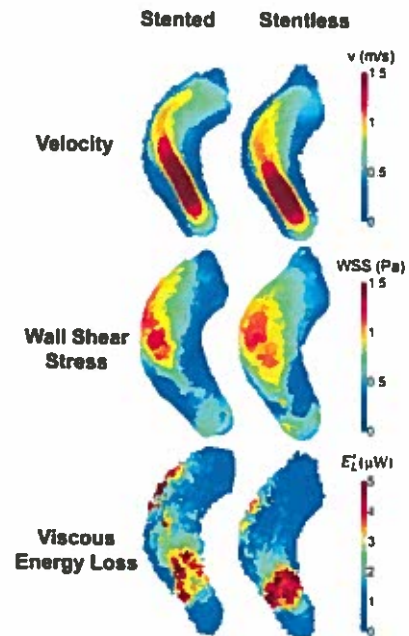 Stented Stentless
v (m/s)
1.5
1
0.5
0
Velocity
WSS (Pa)
1.5
1
0.5
0
Wall Shear
Stress
E'L (μW)
5
4
3
2
1
0
Viscous
Energy Loss